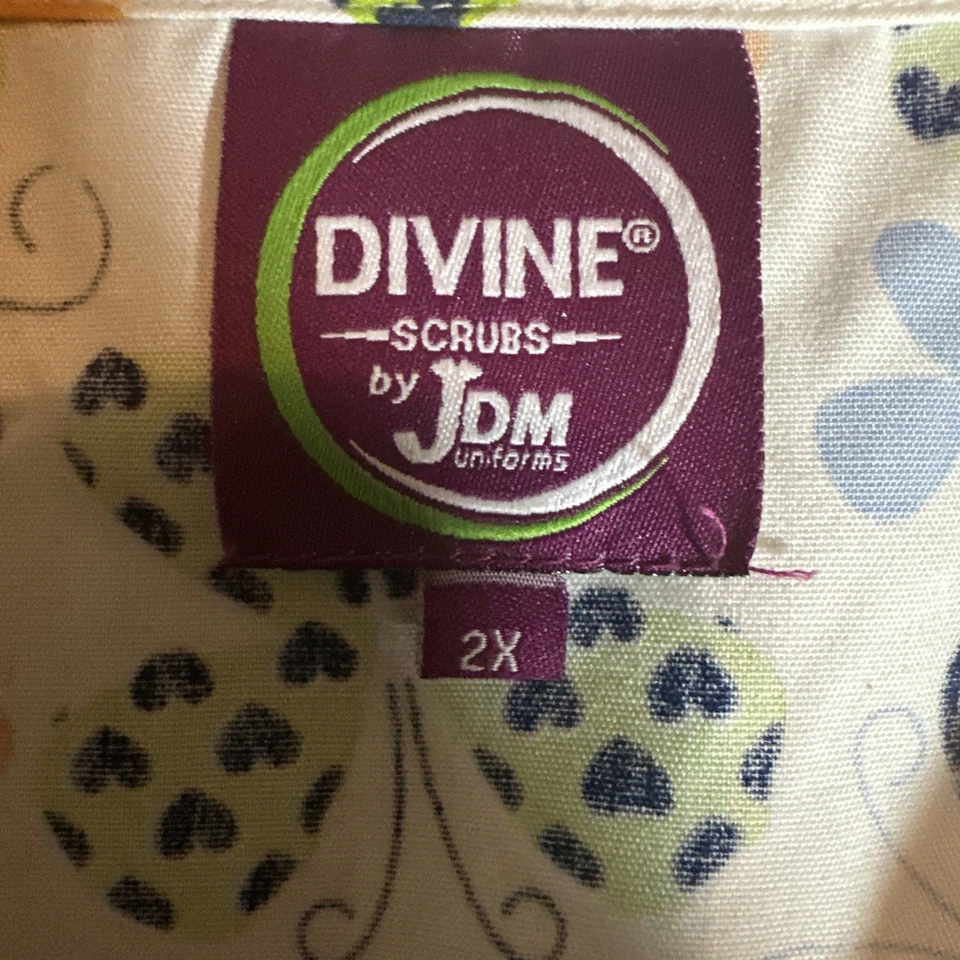 DIVINE®
SCRUBS
by JDM
uniforms
2X